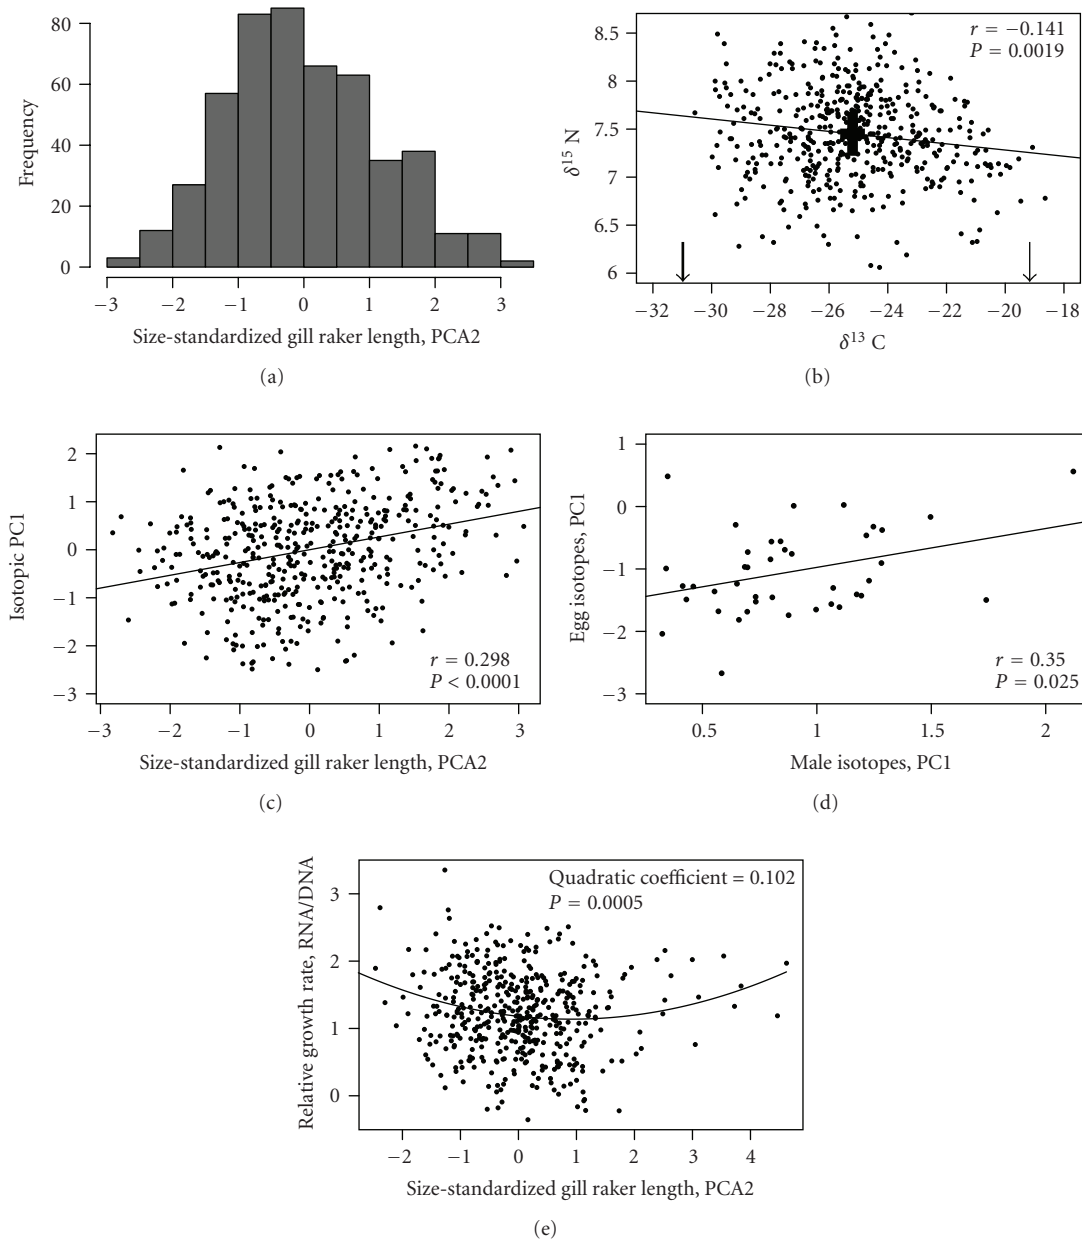 80
60
40
20
0
Frequency
−3
−2
−1
0
1
2
3
Size-standardized gill raker length, PCA2
(a)
8.5
8
7.5
7
6.5
6
δ15 N
r = −0.141
P = 0.0019
−32
−30
−28
−26
−24
−22
−20
−18
δ13 C
(b)
2
1
0
−1
−2
−3
Isotopic PC1
r = 0.298
P < 0.0001
−3
−2
−1
0
1
2
3
Size-standardized gill raker length, PCA2
(c)
1
0
−1
−2
−3
Egg isotopes, PC1
r = 0.35
P = 0.025
0.5
1
1.5
2
Male isotopes, PC1
(d)
3
2
1
0
Relative growth rate, RNA/DNA
Quadratic coefficient = 0.102
P = 0.0005
−2
−1
0
1
2
3
4
Size-standardized gill raker length, PCA2
(e)